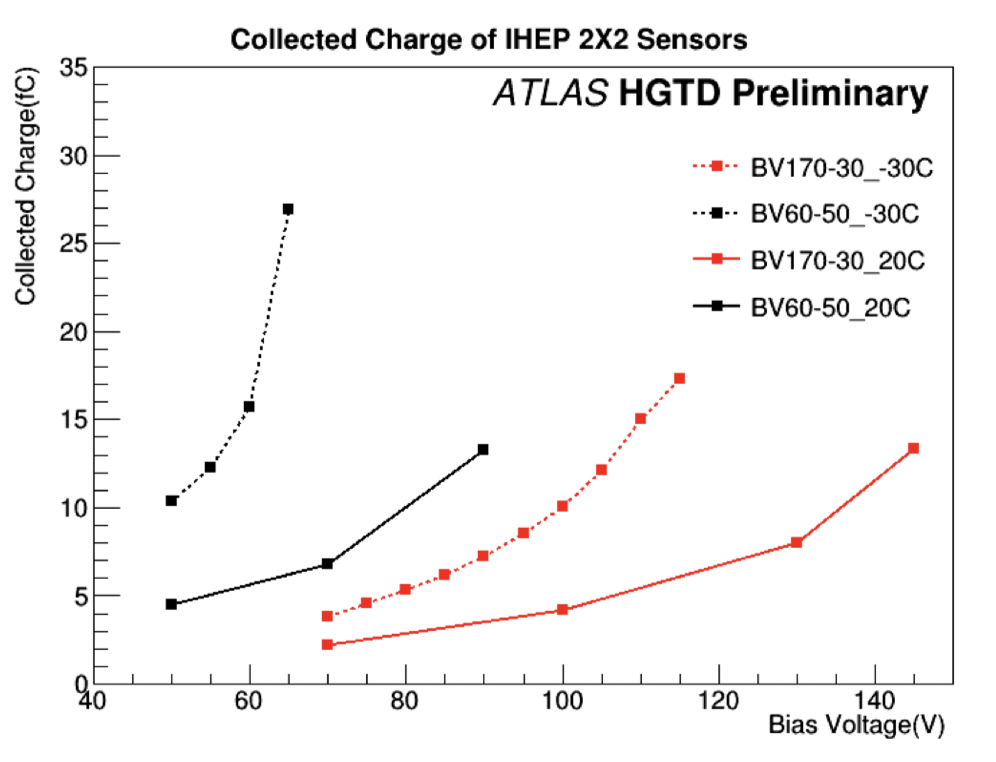 Collected Charge of IHEP 2X2 Sensors
Collected Charge(fC)
35
30
25
20
15
10
5
0
ATLAS HGTD Preliminary
BV170-30_-30C
BV60-50_-30C
BV170-30_20C
BV60-50_20C
40 60 80 100 120 140
Bias Voltage(V)